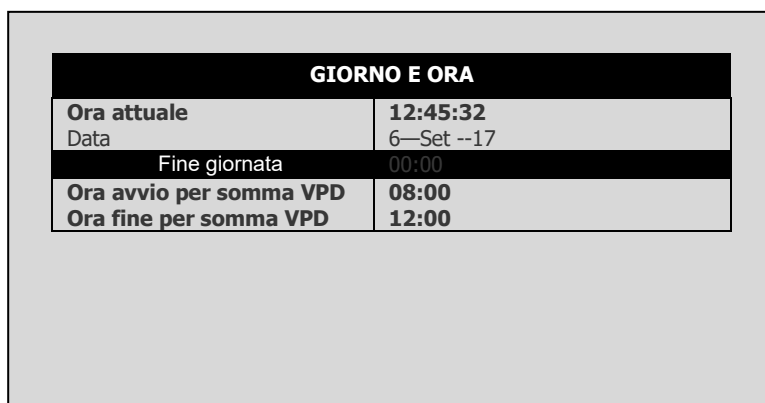 GIORNO E ORA
Ora attuale 12:45:32
Data 6—Set --17
Fine giornata 00:00
Ora avvio per somma VPD 08:00
Ora fine per somma VPD 12:00